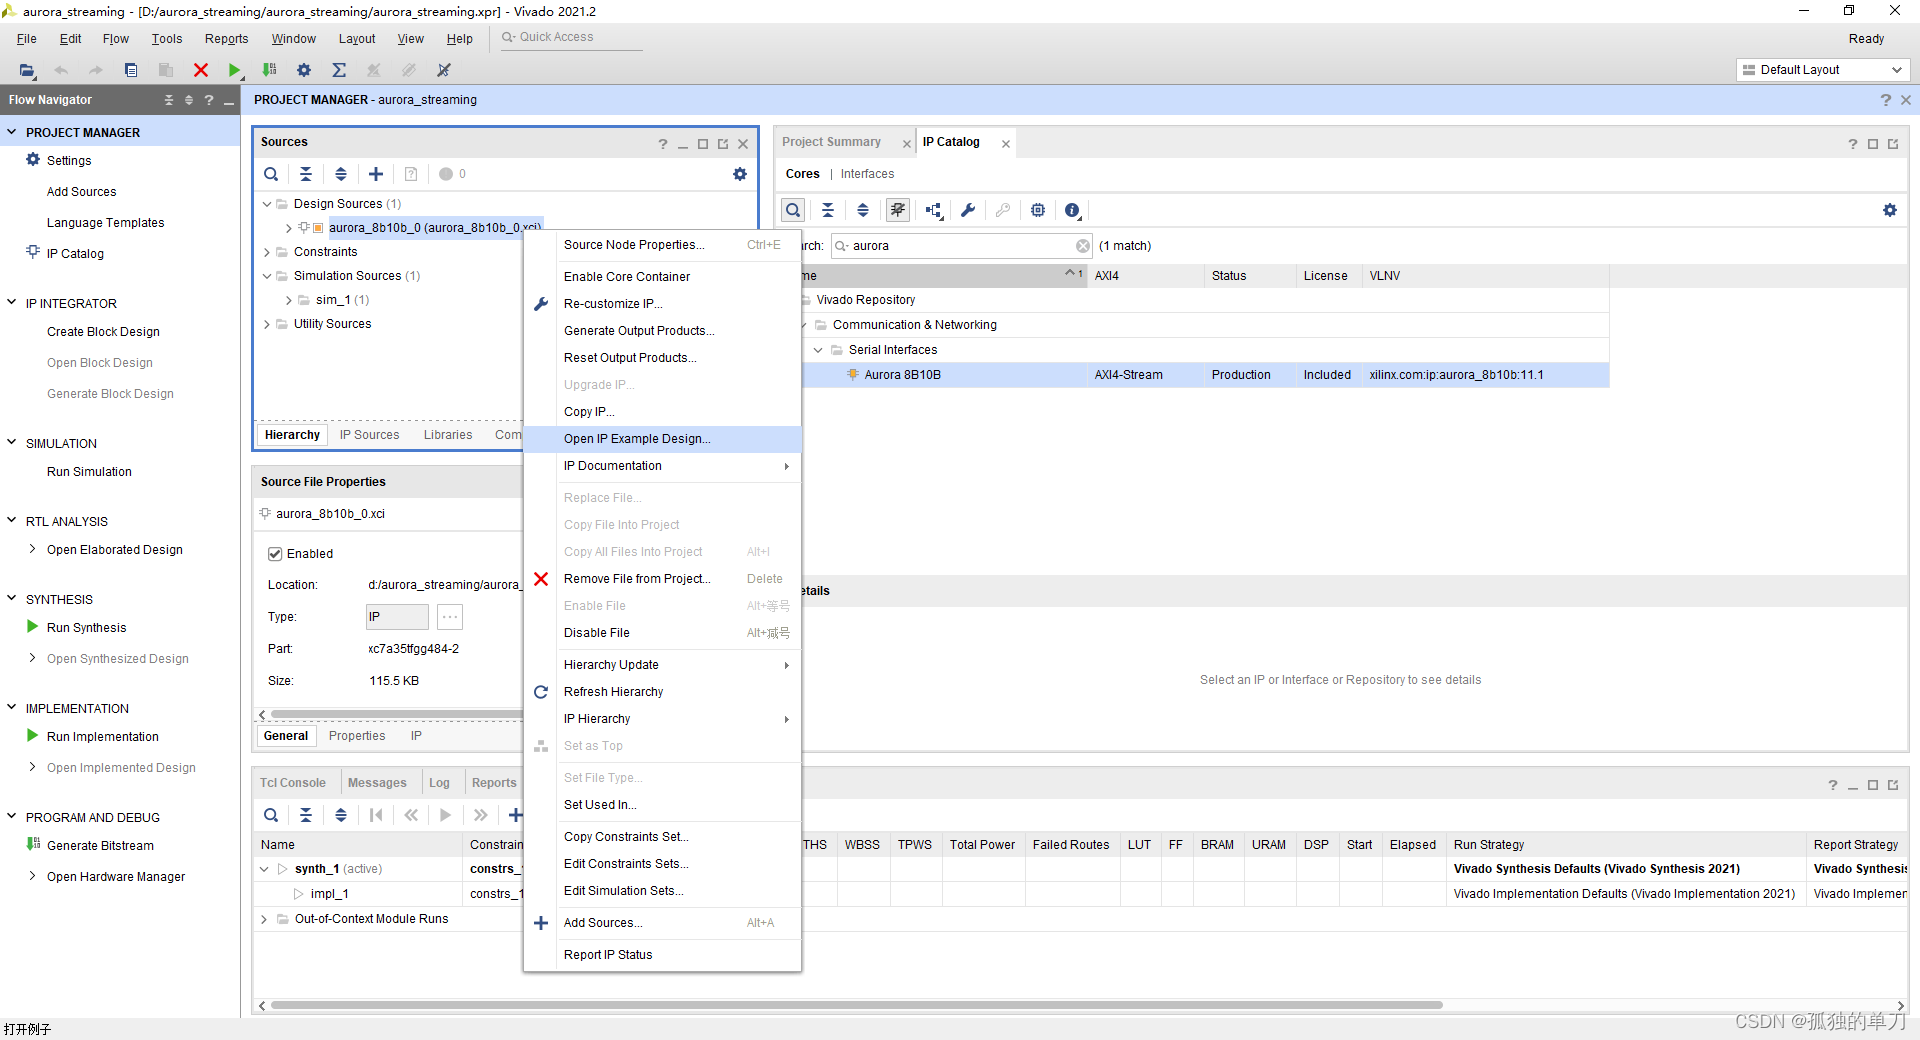 aurora_streaming - [D:/aurora_streaming/aurora_streaming/aurora_streaming.xpr] - Vivado 2021.2
File Edit Flow Tools Reports Window Layout View Help Quick Access Ready
Default Layout
Flow Navigator
PROJECT MANAGER
Settings
Add Sources
Language Templates
IP Catalog
IP INTEGRATOR
Create Block Design
Open Block Design
Generate Block Design
SIMULATION
Run Simulation
RTL ANALYSIS
Open Elaborated Design
SYNTHESIS
Run Synthesis
Open Synthesized Design
IMPLEMENTATION
Run Implementation
Open Implemented Design
PROGRAM AND DEBUG
Generate Bitstream
Open Hardware Manager
打开例子
PROJECT MANAGER - aurora_streaming
Sources
0
Design Sources (1)
aurora_8b10b_0 (aurora_8b10b_0.xci)
Constraints
Simulation Sources (1)
sim_1 (1)
Utility Sources
Hierarchy IP Sources Libraries Com
Source File Properties
aurora_8b10b_0.xci
Enabled
Location: d:/aurora_streaming/aurora_
Type: IP
Part: xc7a35tfgg484-2
Size: 115.5 KB
General Properties IP
Source Node Properties... Ctrl+E
Enable Core Container
Re-customize IP...
Generate Output Products...
Reset Output Products...
Upgrade IP...
Copy IP...
Open IP Example Design...
IP Documentation
Replace File...
Copy File Into Project
Copy All Files Into Project Alt+I
Remove File from Project... Delete
Enable File Alt+等号
Disable File Alt+减号
Hierarchy Update
Refresh Hierarchy
IP Hierarchy
Set as Top
Set File Type...
Set Used In...
Copy Constraints Set...
Edit Constraints Sets...
Edit Simulation Sets...
Add Sources... Alt+A
Report IP Status
Project Summary IP Catalog
Cores | Interfaces
rch: aurora (1 match)
me 1 AXI4 Status License VLNV
Vivado Repository
Communication & Networking
Serial Interfaces
Aurora 8B10B AXI4-Stream Production Included xilinx.com:ip:aurora_8b10b:11.1
etails
Select an IP or Interface or Repository to see details
Tcl Console Messages Log Reports
Name Constrain THS WBSS TPWS Total Power Failed Routes LUT FF BRAM URAM DSP Start Elapsed Run Strategy Report Strategy
synth_1 (active) constrs_ Vivado Synthesis Defaults (Vivado Synthesis 2021) Vivado Synthesis
impl_1 constrs_1 Vivado Implementation Defaults (Vivado Implementation 2021) Vivado Implemen
Out-of-Context Module Runs
CSDN @孤独的单刀